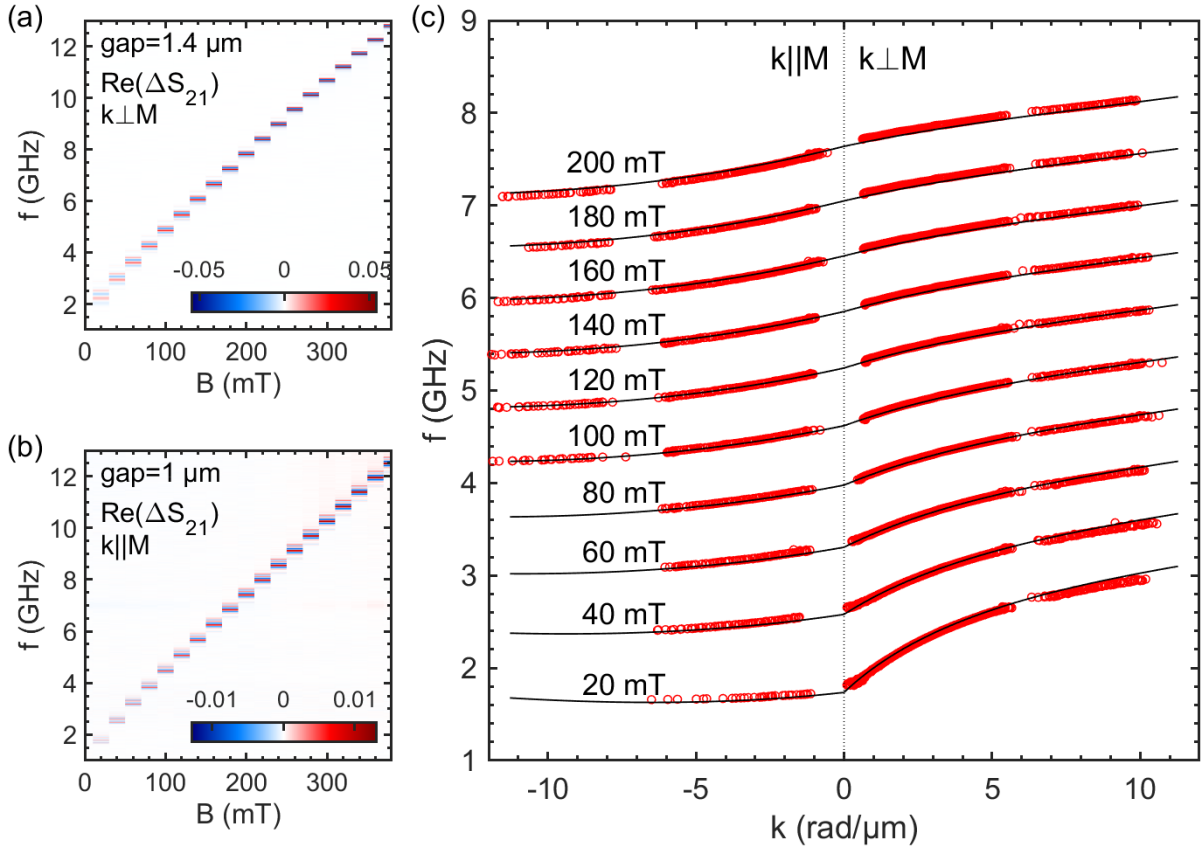 (a)
gap=1.4 µm
Re(ΔS21)
k⊥M
-0.05 0 0.05
12
10
8
6
4
2
f (GHz)
0 100 200 300
B (mT)
(b)
gap=1 µm
Re(ΔS21)
k||M
-0.01 0 0.01
12
10
8
6
4
2
f (GHz)
0 100 200 300
B (mT)
(c)
k||M k⊥M
200 mT
180 mT
160 mT
140 mT
120 mT
100 mT
80 mT
60 mT
40 mT
20 mT
9
8
7
6
5
4
3
2
1
f (GHz)
-10 -5 0 5 10
k (rad/µm)